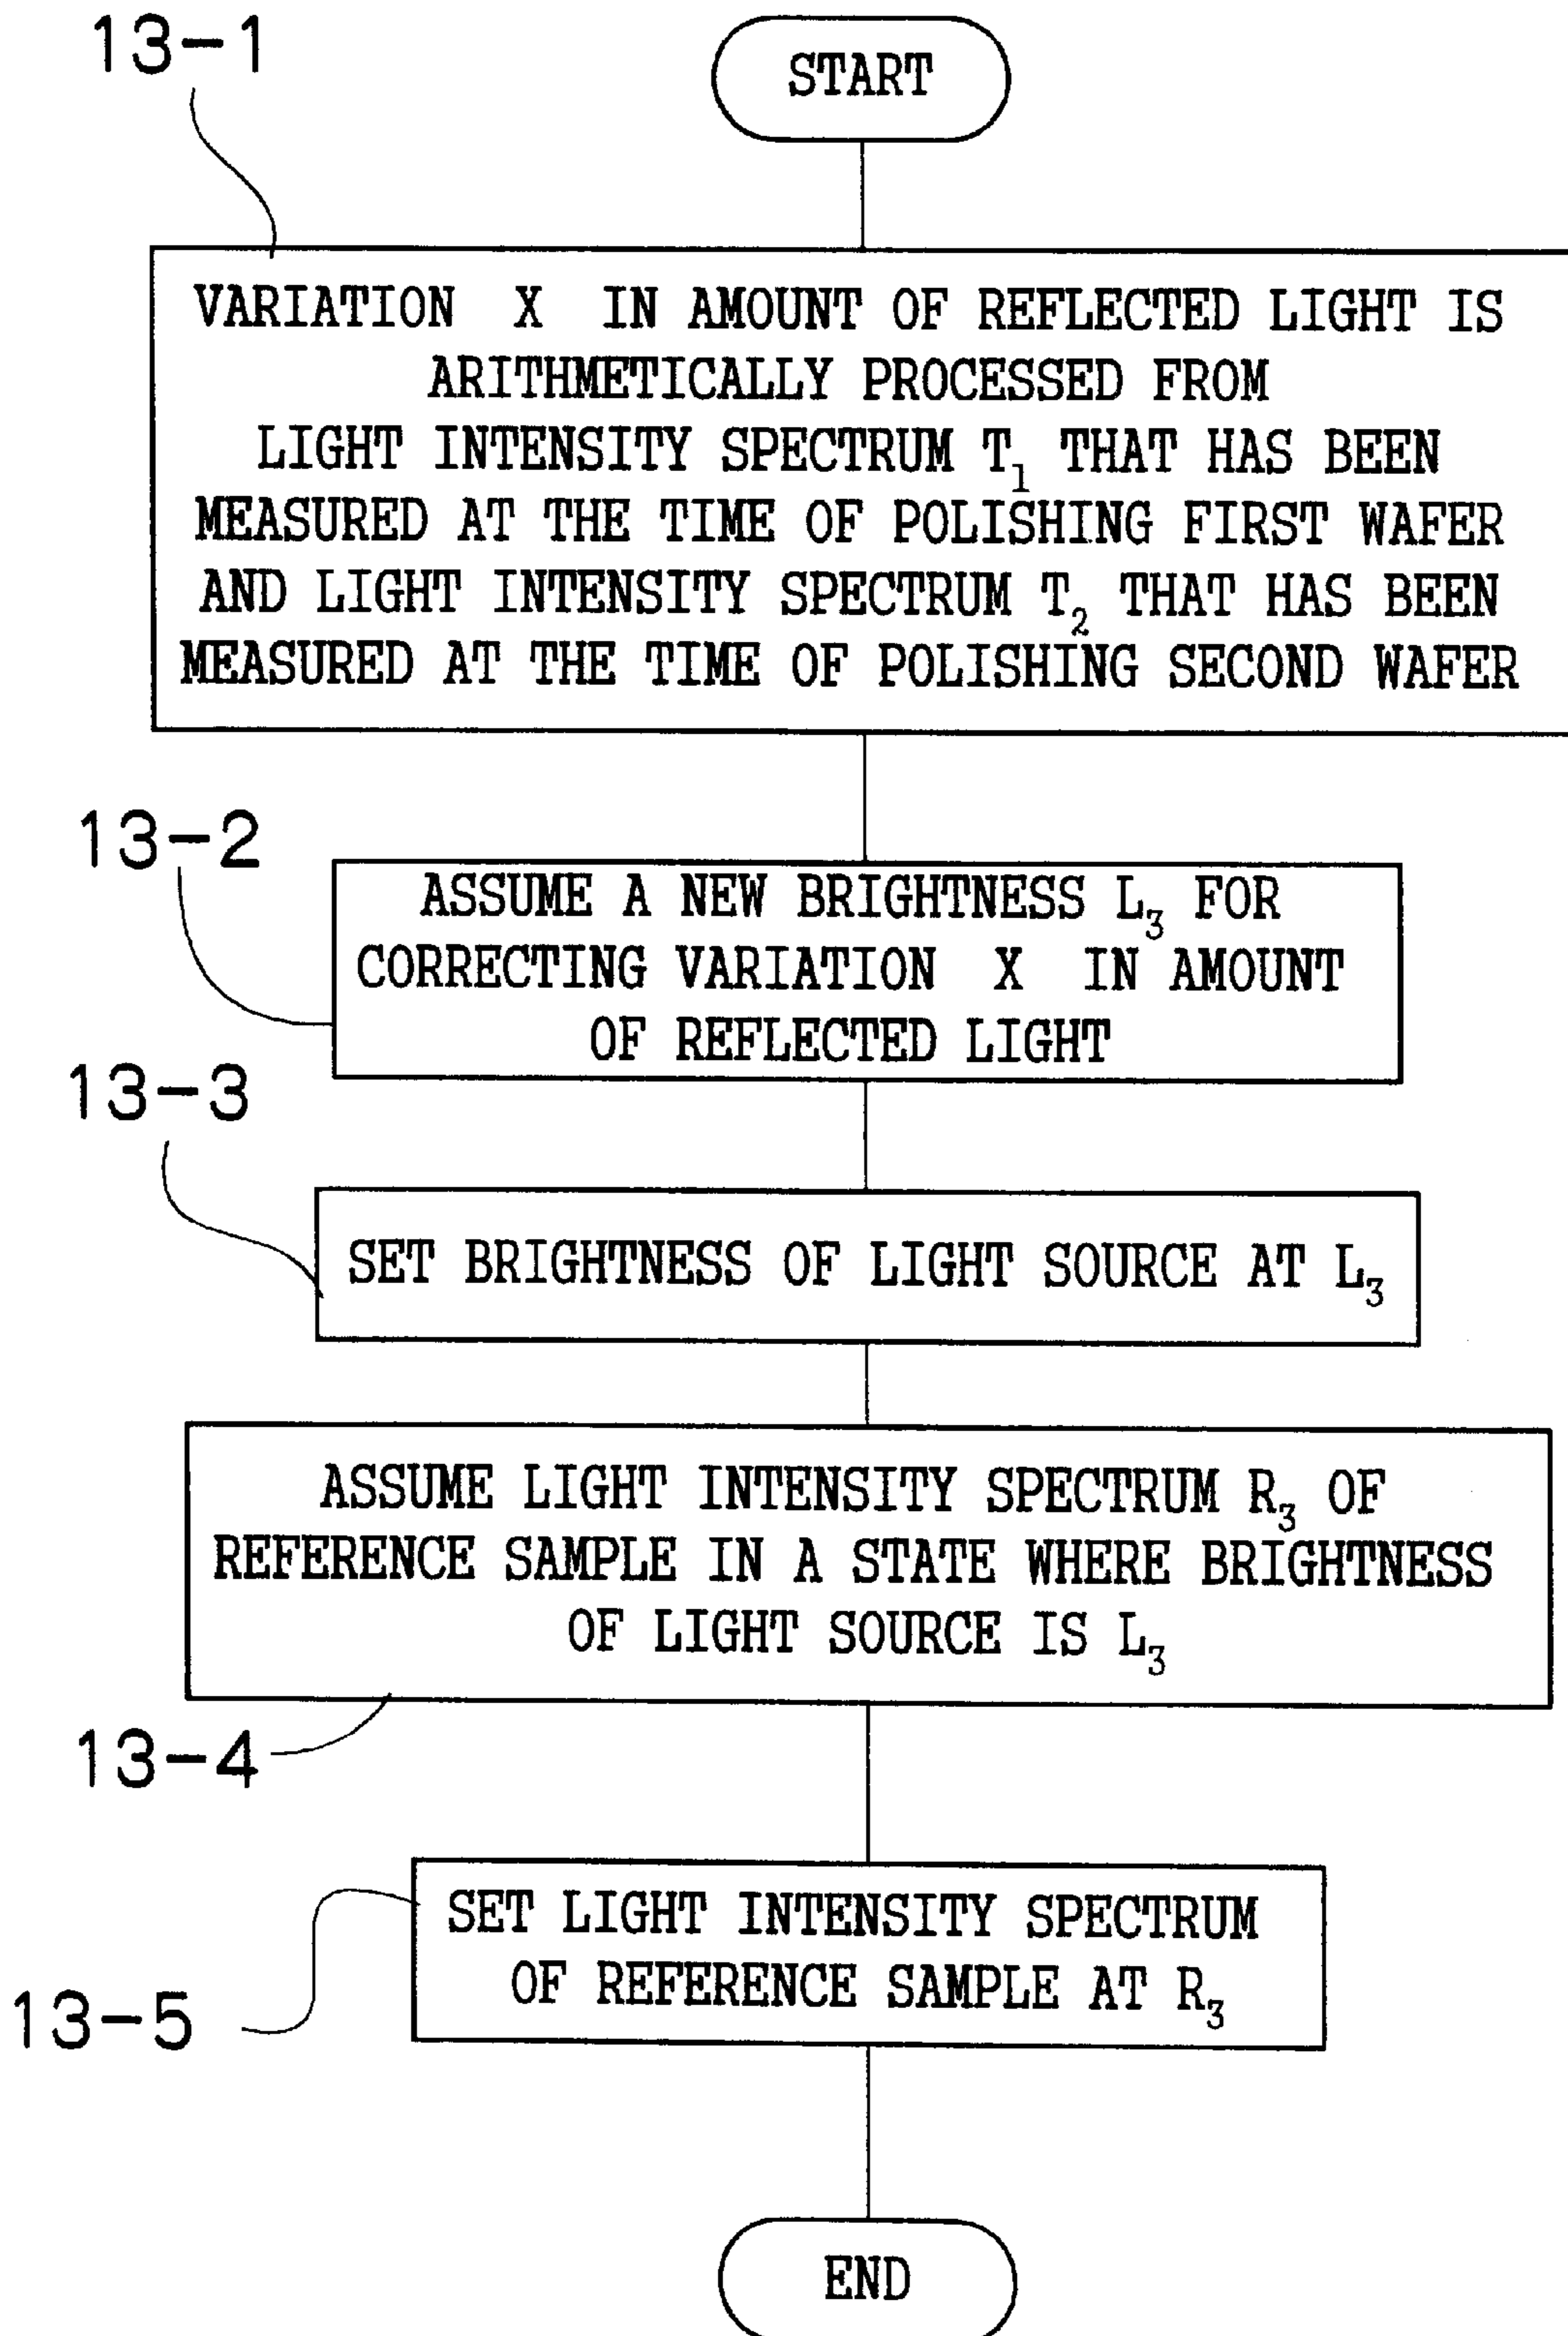 13-1
START
VARIATION X IN AMOUNT OF REFLECTED LIGHT IS
ARITHMETICALLY PROCESSED FROM
LIGHT INTENSITY SPECTRUM T₁ THAT HAS BEEN
MEASURED AT THE TIME OF POLISHING FIRST WAFER
AND LIGHT INTENSITY SPECTRUM T₂ THAT HAS BEEN
MEASURED AT THE TIME OF POLISHING SECOND WAFER
13-2
ASSUME A NEW BRIGHTNESS L₃ FOR
CORRECTING VARIATION X IN AMOUNT
OF REFLECTED LIGHT
13-3
SET BRIGHTNESS OF LIGHT SOURCE AT L₃
ASSUME LIGHT INTENSITY SPECTRUM R₃ OF
REFERENCE SAMPLE IN A STATE WHERE BRIGHTNESS
OF LIGHT SOURCE IS L₃
13-4
SET LIGHT INTENSITY SPECTRUM
OF REFERENCE SAMPLE AT R₃
13-5
END